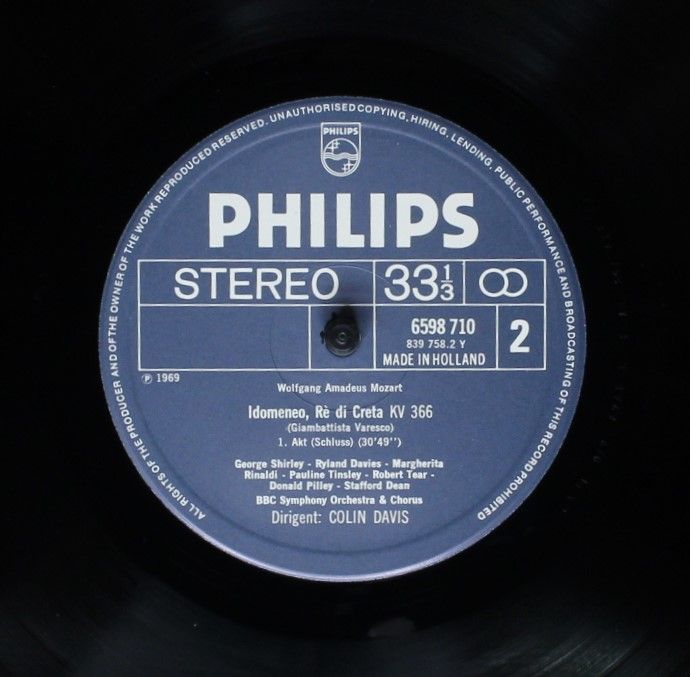 ALL RIGHTS OF THE PRODUCER AND OF THE OWNER OF THE WORK REPRODUCED RESERVED. UNAUTHORISED COPYING, HIRING, LENDING, PUBLIC PERFORMANCE AND BROADCASTING OF THIS RECORD PROHIBITED
PHILIPS
PHILIPS
STEREO 33⅓
6598 710
839 758.2 Y
MADE IN HOLLAND
2
℗ 1969
Wolfgang Amadeus Mozart
Idomeneo, Rè di Creta KV 366
(Giambattista Varesco)
1. Akt (Schluss) (30'49'')
George Shirley - Ryland Davies - Margherita
Rinaldi - Pauline Tinsley - Robert Tear -
Donald Pilley - Stafford Dean
BBC Symphony Orchestra & Chorus
Dirigent: COLIN DAVIS